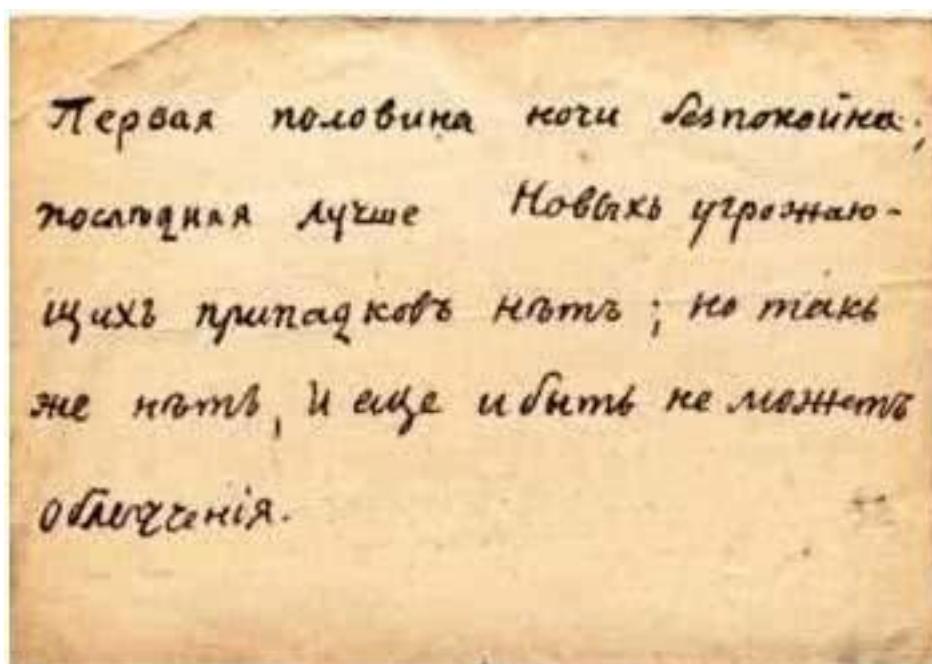 Первая половина ночи безпокойна;
послѣдняя лучше Новыхъ угрожаю-
щихъ припадковъ нѣтъ; но такъ
же нѣтъ, и еще и быть не можетъ
облегченія.